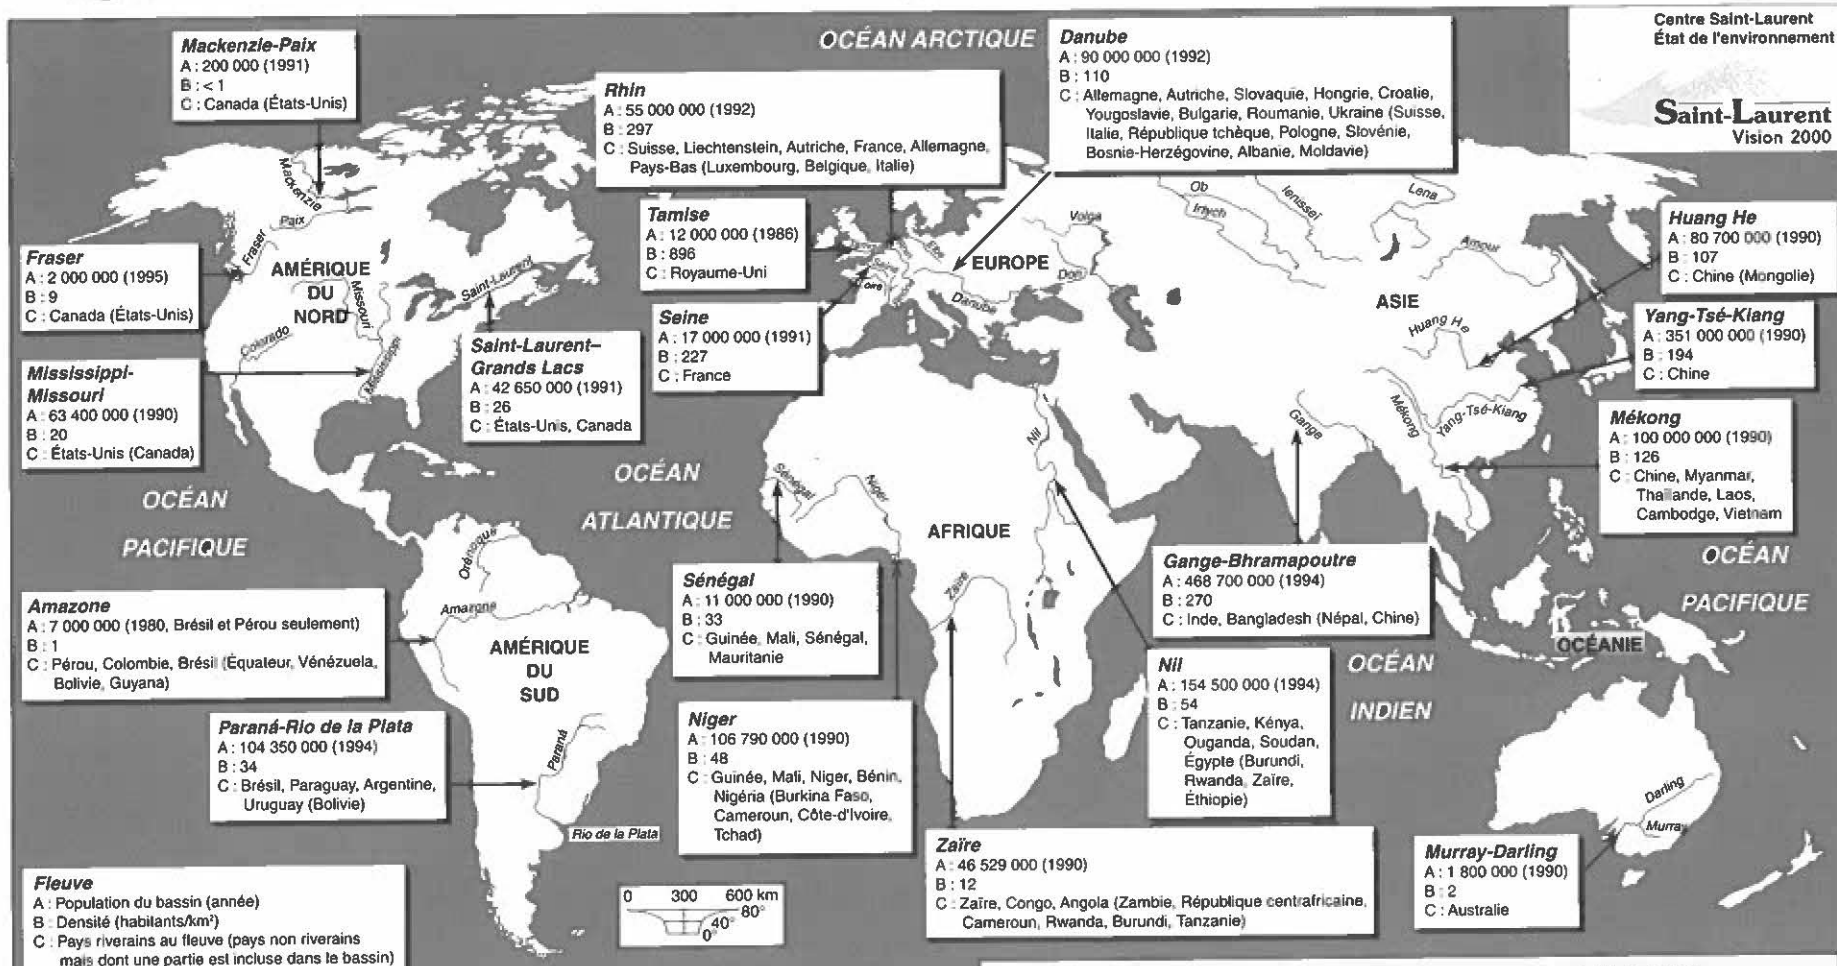 Centre Saint-Laurent
État de l'environnement
Saint-Laurent
Vision 2000
OCÉAN ARCTIQUE
Mackenzie-Paix
A : 200 000 (1991)
B : < 1
C : Canada (États-Unis)
Rhin
A : 55 000 000 (1992)
B : 297
C : Suisse, Liechtenstein, Autriche, France, Allemagne,
Pays-Bas (Luxembourg, Belgique, Italie)
Danube
A : 90 000 000 (1992)
B : 110
C : Allemagne, Autriche, Slovaquie, Hongrie, Croatie,
Yougoslavie, Bulgarie, Roumanie, Ukraine (Suisse,
Italie, République tchèque, Pologne, Slovénie,
Bosnie-Herzégovine, Albanie, Moldavie)
Tamise
A : 12 000 000 (1986)
B : 896
C : Royaume-Uni
Huang He
A : 80 700 000 (1990)
B : 107
C : Chine (Mongolie)
Fraser
A : 2 000 000 (1995)
B : 9
C : Canada (États-Unis)
Seine
A : 17 000 000 (1991)
B : 227
C : France
Yang-Tsé-Kiang
A : 351 000 000 (1990)
B : 194
C : Chine
Saint-Laurent–
Grands Lacs
A : 42 650 000 (1991)
B : 26
C : États-Unis, Canada
Mississippi-
Missouri
A : 63 400 000 (1990)
B : 20
C : États-Unis (Canada)
Mékong
A : 100 000 000 (1990)
B : 126
C : Chine, Myanmar,
Thaïlande, Laos,
Cambodge, Vietnam
Mackenzie
Paix
Fraser
AMÉRIQUE
DU
NORD
Missouri
Colorado
Mississippi
Saint-Laurent
EUROPE
Elbe
Seine
Loire
Danube
Volga
Don
Ob
Irtych
Ienissei
Lena
Amour
ASIE
Huang He
Yang-Tsé-Kiang
Mékong
Gange
Nil
Sénégal
Niger
AFRIQUE
Zaïre
OCÉAN
PACIFIQUE
OCÉAN
ATLANTIQUE
OCÉAN
PACIFIQUE
Orénoque
Amazone
AMÉRIQUE
DU
SUD
Paraná
Rio de la Plata
Gange-Bhramapoutre
A : 468 700 000 (1994)
B : 270
C : Inde, Bangladesh (Népal, Chine)
Sénégal
A : 11 000 000 (1990)
B : 33
C : Guinée, Mali, Sénégal,
Mauritanie
Amazone
A : 7 000 000 (1980, Brésil et Pérou seulement)
B : 1
C : Pérou, Colombie, Brésil (Équateur, Vénézuela,
Bolivie, Guyana)
OCÉANIE
OCÉAN
INDIEN
Nil
A : 154 500 000 (1994)
B : 54
C : Tanzanie, Kénya,
Ouganda, Soudan,
Égypte (Burundi,
Rwanda, Zaïre,
Éthiopie)
Paraná-Rio de la Plata
A : 104 350 000 (1994)
B : 34
C : Brésil, Paraguay, Argentine,
Uruguay (Bolivie)
Niger
A : 106 790 000 (1990)
B : 48
C : Guinée, Mali, Niger, Bénin,
Nigéria (Burkina Faso,
Cameroun, Côte-d'Ivoire,
Tchad)
Darling
Murray
Zaïre
A : 46 529 000 (1990)
B : 12
C : Zaïre, Congo, Angola (Zambie, République centrafricaine,
Cameroun, Rwanda, Burundi, Tanzanie)
Murray-Darling
A : 1 800 000 (1990)
B : 2
C : Australie
Fleuve
A : Population du bassin (année)
B : Densité (habitants/km²)
C : Pays riverains au fleuve (pays non riverains
mais dont une partie est incluse dans le bassin)
0 300 600 km
80°
40°
0°